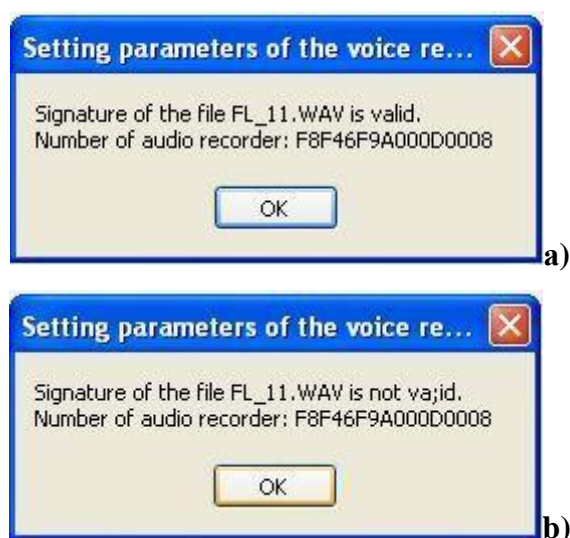 Setting parameters of the voice re...
Signature of the file FL_11.WAV is valid.
Number of audio recorder: F8F46F9A000D0008
OK
a)
Setting parameters of the voice re...
Signature of the file FL_11.WAV is not va;id.
Number of audio recorder: F8F46F9A000D0008
OK
b)